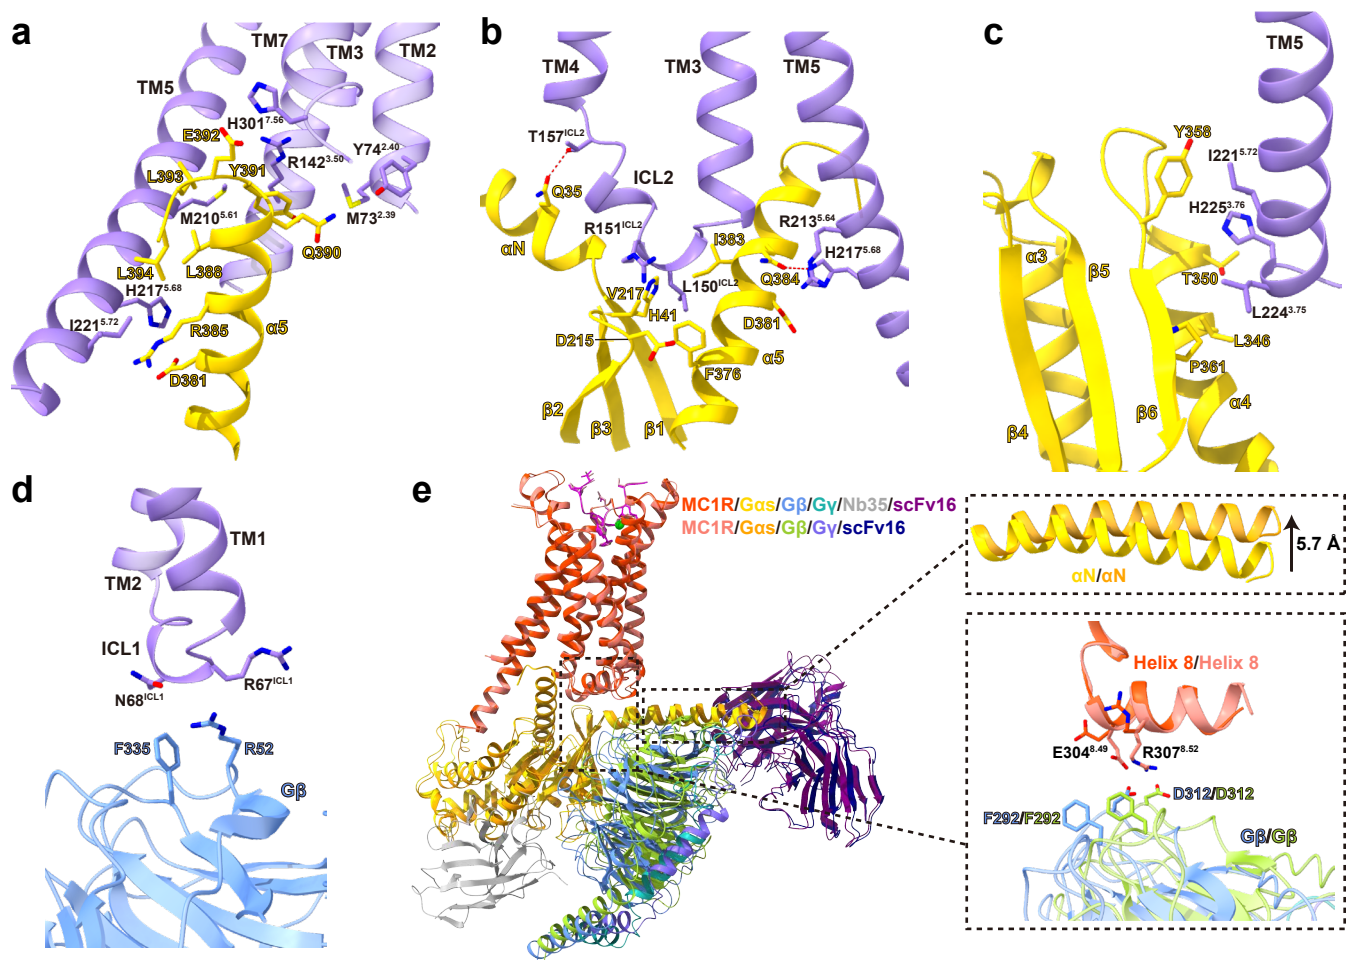 a
TM7
TM3
TM2
TM5
H301^7.56
E392
Y74^2.40
R142^3.50
Y391
L393
M210^5.61
M73^2.39
Q390
L394
L388
H217^5.68
I221^5.72
R385
α5
D381
b
TM4
TM3
TM5
T157^ICL2
Q35
ICL2
R213^5.64
αN
R151^ICL2
I383
H217^5.68
Q384
V217
L150^ICL2
H41
D381
D215
α5
F376
β2
β3
β1
c
TM5
Y358
I221^5.72
H225^3.76
α3
β5
T350
L224^3.75
L346
P361
β6
α4
β4
d
TM1
TM2
ICL1
R67^ICL1
N68^ICL1
F335
R52
Gβ
e
MC1R/Gαs/Gβ/Gγ/Nb35/scFv16
MC1R/Gαs/Gβ/Gγ/scFv16
5.7 Å
αN/αN
Helix 8/Helix 8
E304^8.49
R307^8.52
D312/D312
F292/F292
Gβ/Gβ